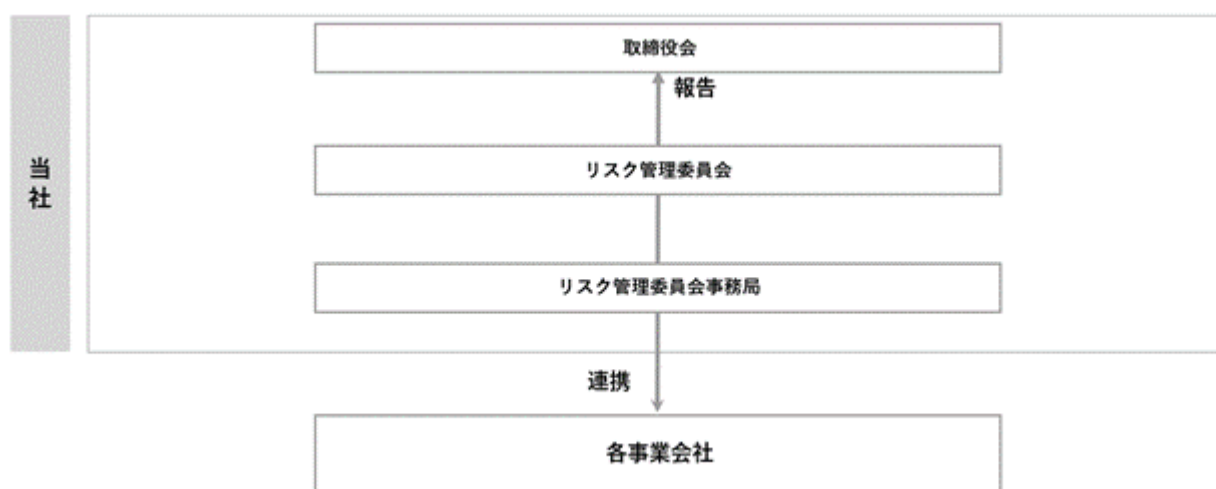 取締役会
報告
当社
リスク管理委員会
リスク管理委員会事務局
連携
各事業会社